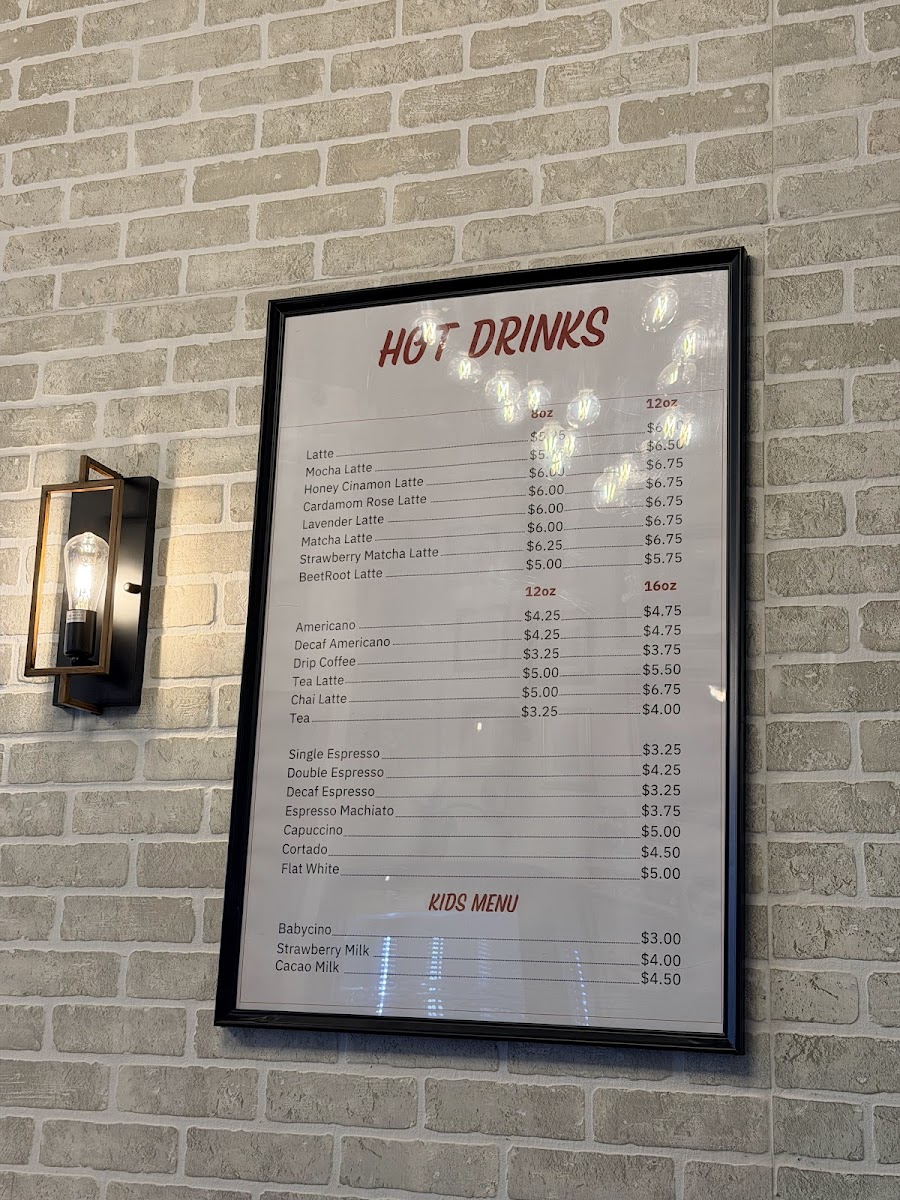 HOT DRINKS
8oz 12oz
Latte
Mocha Latte $6.50
Honey Cinamon Latte $6.00 $6.75
Cardamom Rose Latte $6.00 $6.75
Lavender Latte $6.00 $6.75
Matcha Latte $6.00 $6.75
Strawberry Matcha Latte $6.25 $6.75
BeetRoot Latte $5.00 $5.75
12oz 16oz
Americano $4.25 $4.75
Decaf Americano $4.25 $4.75
Drip Coffee $3.25 $3.75
Tea Latte $5.00 $5.50
Chai Latte $5.00 $6.75
Tea $3.25 $4.00
Single Espresso $3.25
Double Espresso $4.25
Decaf Espresso $3.25
Espresso Machiato $3.75
Capuccino $5.00
Cortado $4.50
Flat White $5.00
KIDS MENU
Babycino $3.00
Strawberry Milk $4.00
Cacao Milk $4.50